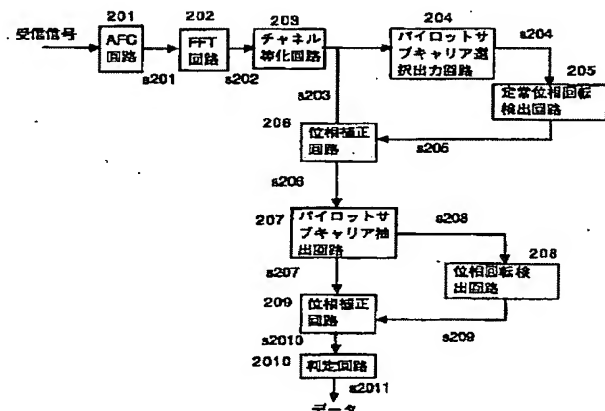 201
202
203
204
受信信号
AFC
回路
FFT
回路
チャネル
等化回路
パイロットサ
ブキャリア選
択出力回路
s204
s201
s202
s203
205
定常位相回転
検出回路
206
位相補正
回路
s205
s206
207
パイロットサ
ブキャリア抽
出回路
s208
s207
208
位相回転検
出回路
209
位相補正
回路
s209
s2010
2010
判定回路
s2011
データ